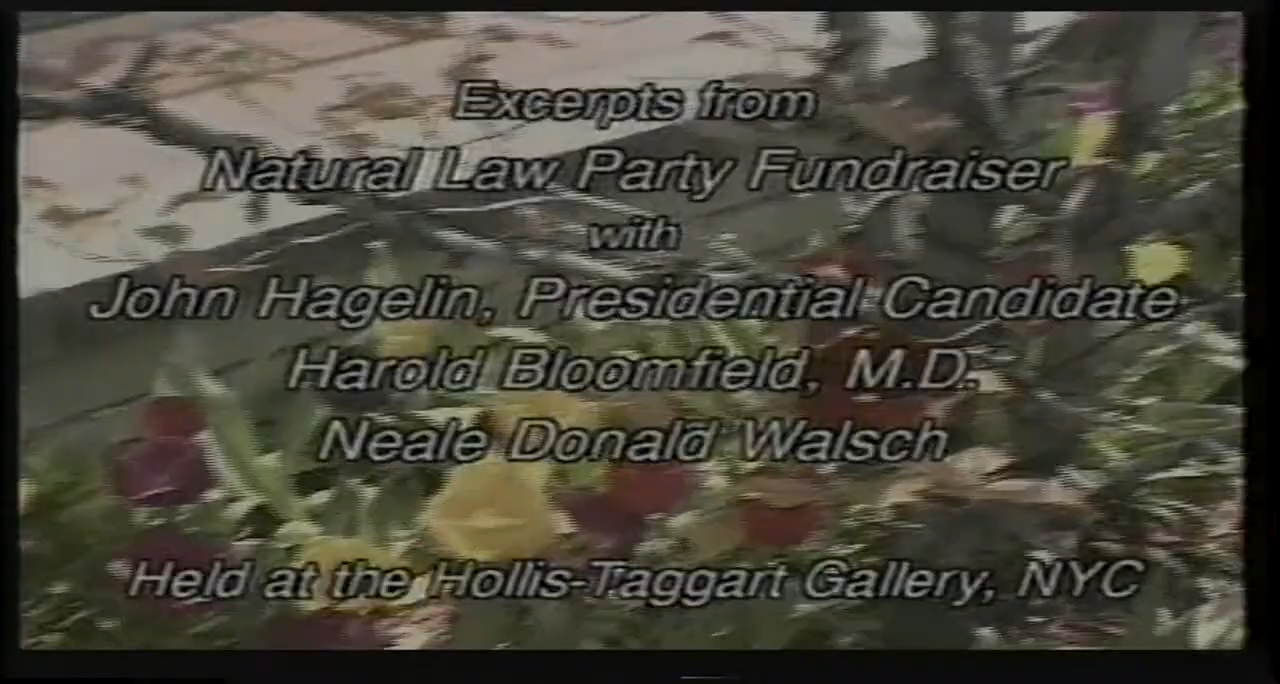 Excerpts from
Natural Law Party Fundraiser
with
John Hagelin, Presidential Candidate
Harold Bloomfield, M.D.
Neale Donald Walsch
Held at the Hollis-Taggart Gallery, NYC